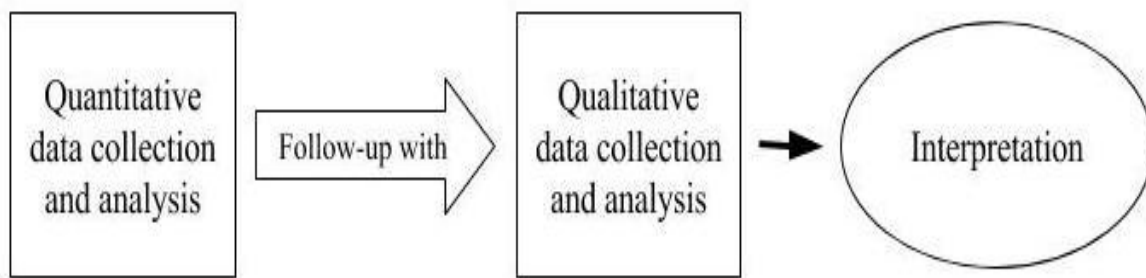 Quantitative
data collection
and analysis
Follow-up with
Qualitative
data collection
and analysis
Interpretation